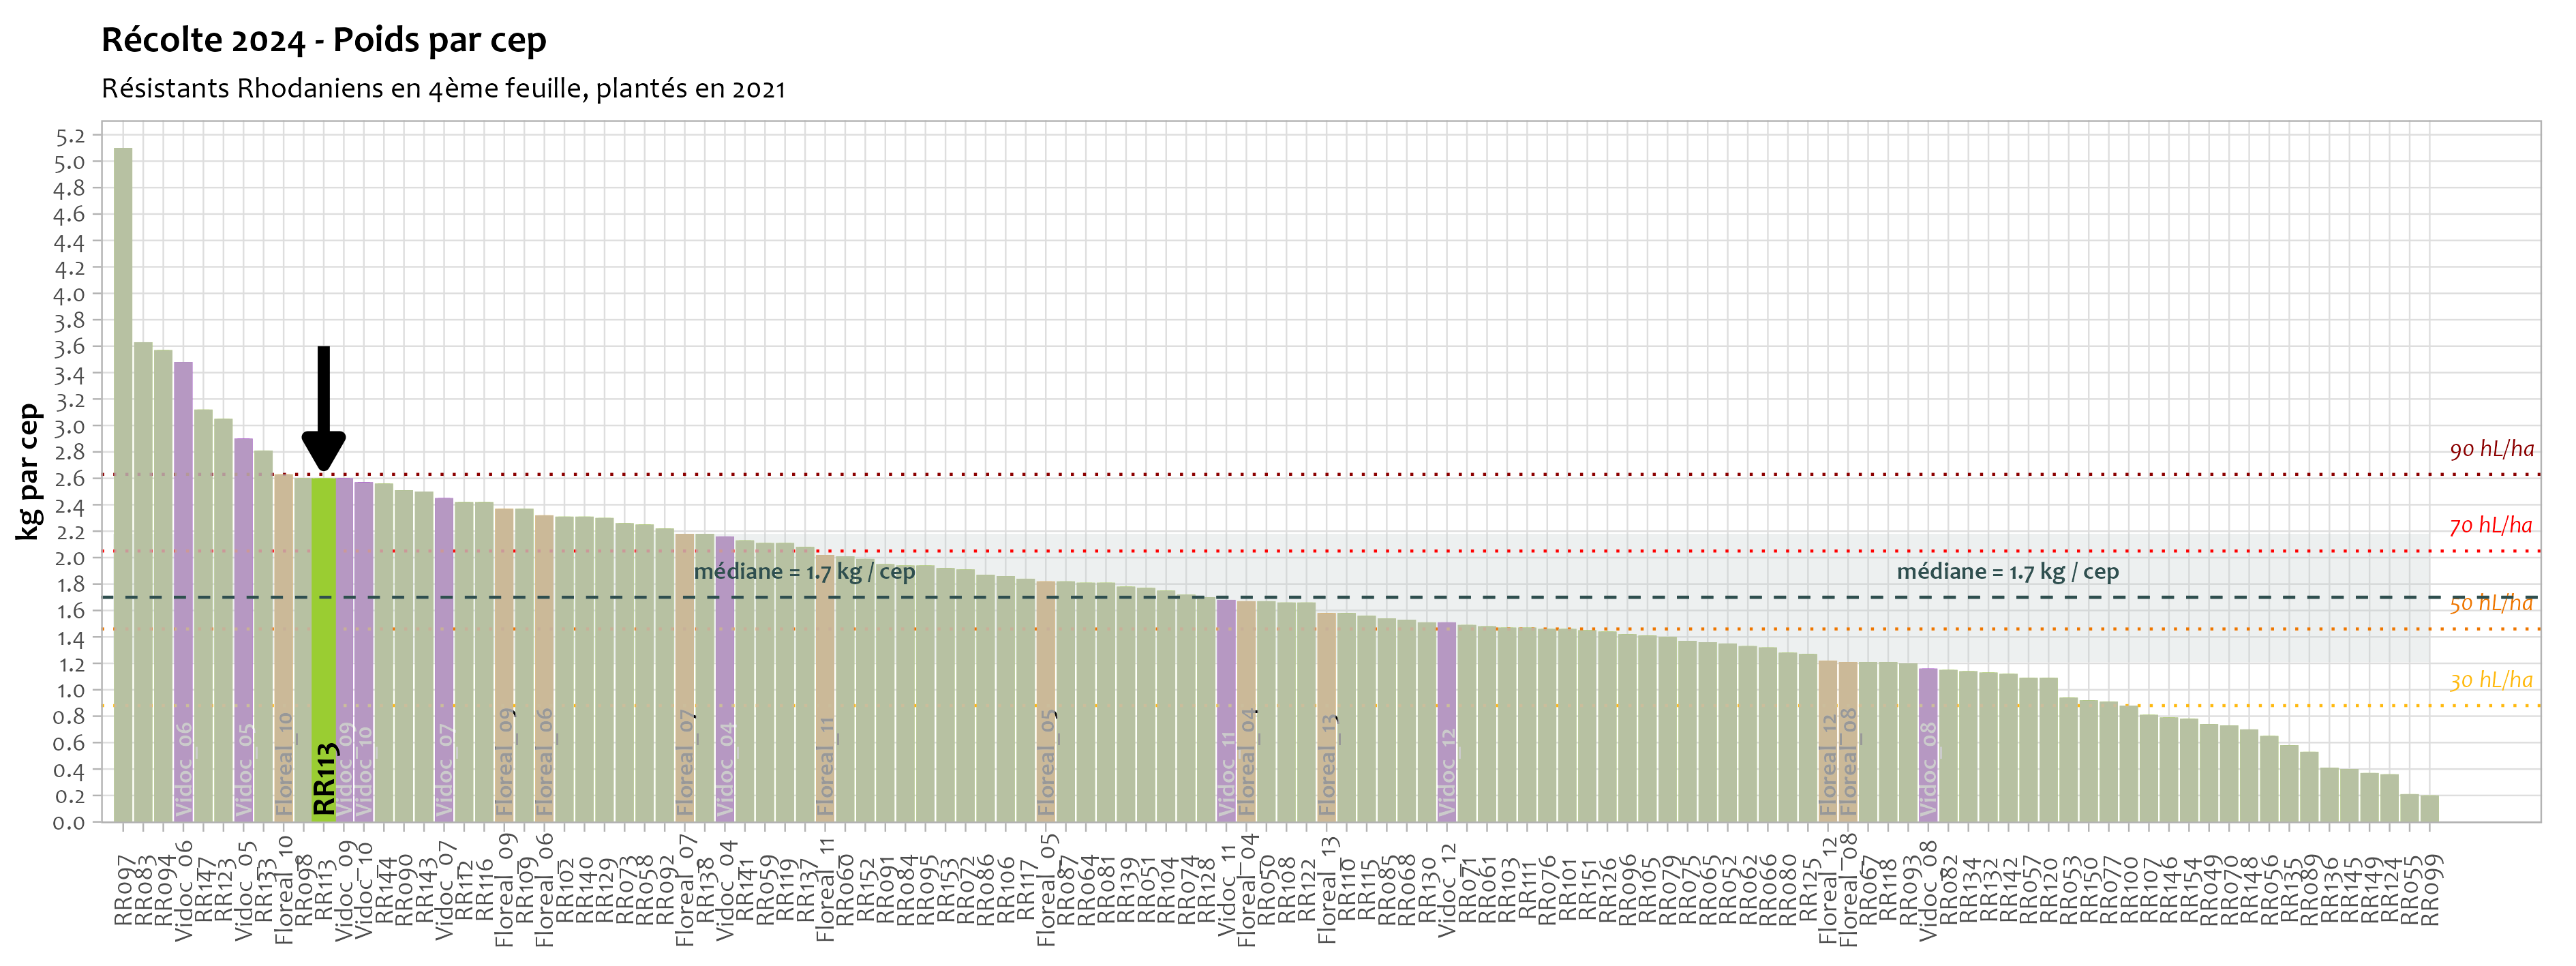 Récolte 2024 - Poids par cep
Résistants Rhodaniens en 4ème feuille, plantés en 2021
kg par cep
5.2
5.0
4.8
4.6
4.4
4.2
4.0
3.8
3.6
3.4
3.2
3.0
2.8
2.6
2.4
2.2
2.0
1.8
1.6
1.4
1.2
1.0
0.8
0.6
0.4
0.2
0.0
90 hL/ha
70 hL/ha
médiane = 1.7 kg / cep
médiane = 1.7 kg / cep
50 hL/ha
30 hL/ha
Vidoc_06
Vidoc_05
Floreal_10
RR113
Vidoc_09
Vidoc_10
Vidoc_07
Floreal_09
Floreal_06
Floreal_07
Vidoc_04
Floreal_11
Floreal_05
Vidoc_11
Floreal_04
Floreal_13
Vidoc_12
Floreal_12
Floreal_08
Vidoc_08
RR097
RR083
RR094
Vidoc_06
RR147
RR123
Vidoc_05
RR133
Floreal_10
RR098
RR113
Vidoc_09
Vidoc_10
RR144
RR090
RR143
Vidoc_07
RR112
RR116
Floreal_09
RR109
Floreal_06
RR102
RR140
RR129
RR073
RR058
RR092
Floreal_07
RR138
Vidoc_04
RR141
RR059
RR119
RR137
Floreal_11
RR060
RR152
RR091
RR084
RR095
RR153
RR072
RR086
RR106
RR117
Floreal_05
RR087
RR064
RR081
RR139
RR051
RR104
RR074
RR128
Vidoc_11
Floreal_04
RR050
RR108
RR122
Floreal_13
RR110
RR115
RR085
RR068
RR130
Vidoc_12
RR071
RR061
RR103
RR111
RR076
RR101
RR151
RR126
RR096
RR105
RR079
RR075
RR065
RR052
RR062
RR066
RR080
RR125
Floreal_12
Floreal_08
RR067
RR118
RR093
Vidoc_08
RR082
RR134
RR132
RR142
RR057
RR120
RR053
RR150
RR077
RR100
RR107
RR146
RR154
RR049
RR070
RR148
RR056
RR135
RR089
RR136
RR145
RR149
RR124
RR055
RR099